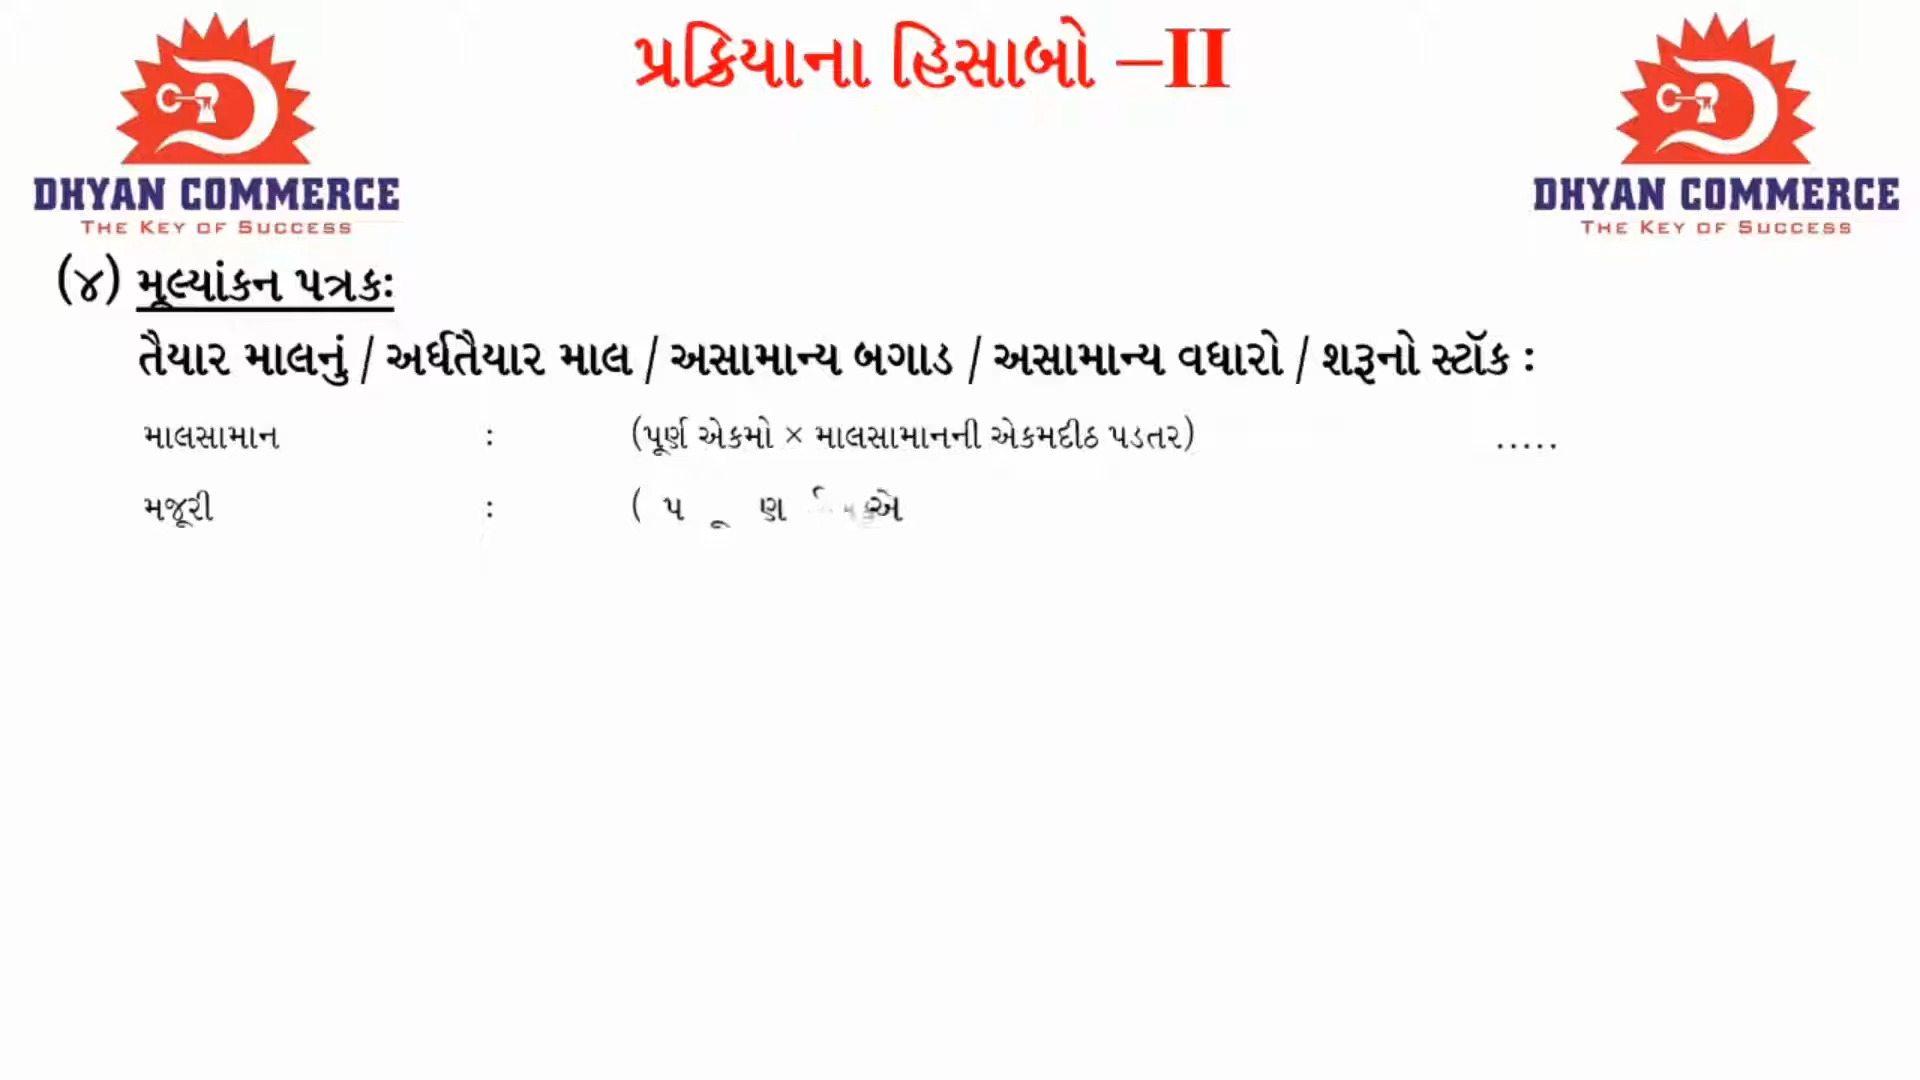 પ્રક્રિયાના હિસાબો –II
DHYAN COMMERCE
THE KEY OF SUCCESS
DHYAN COMMERCE
THE KEY OF SUCCESS
(૪) મૂલ્યાંકન પત્રકઃ
તૈયાર માલનું / અર્ધતૈયાર માલ / અસામાન્ય બગાડ / અસામાન્ય વધારો / શરૂનો સ્ટૉક :
માલસામાન : (પૂર્ણ એકમો × માલસામાનની એકમદીઠ પડતર) .....
મજૂરી : (પૂર્ણ